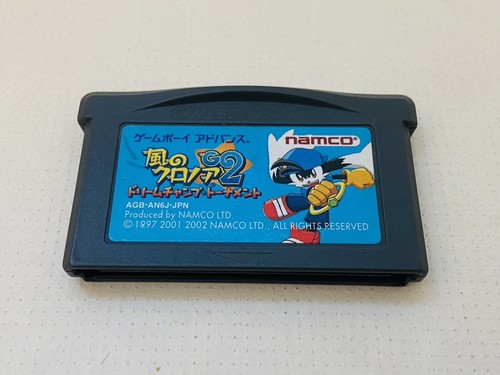 ゲームボーイ アドバンス
namco
風の
クロノア
G2
ドリームチャンプ・トーナメント
AGB-AN6J-JPN
Produced by NAMCO LTD
© 1997 2001 2002 NAMCO LTD., ALL RIGHTS RESERVED